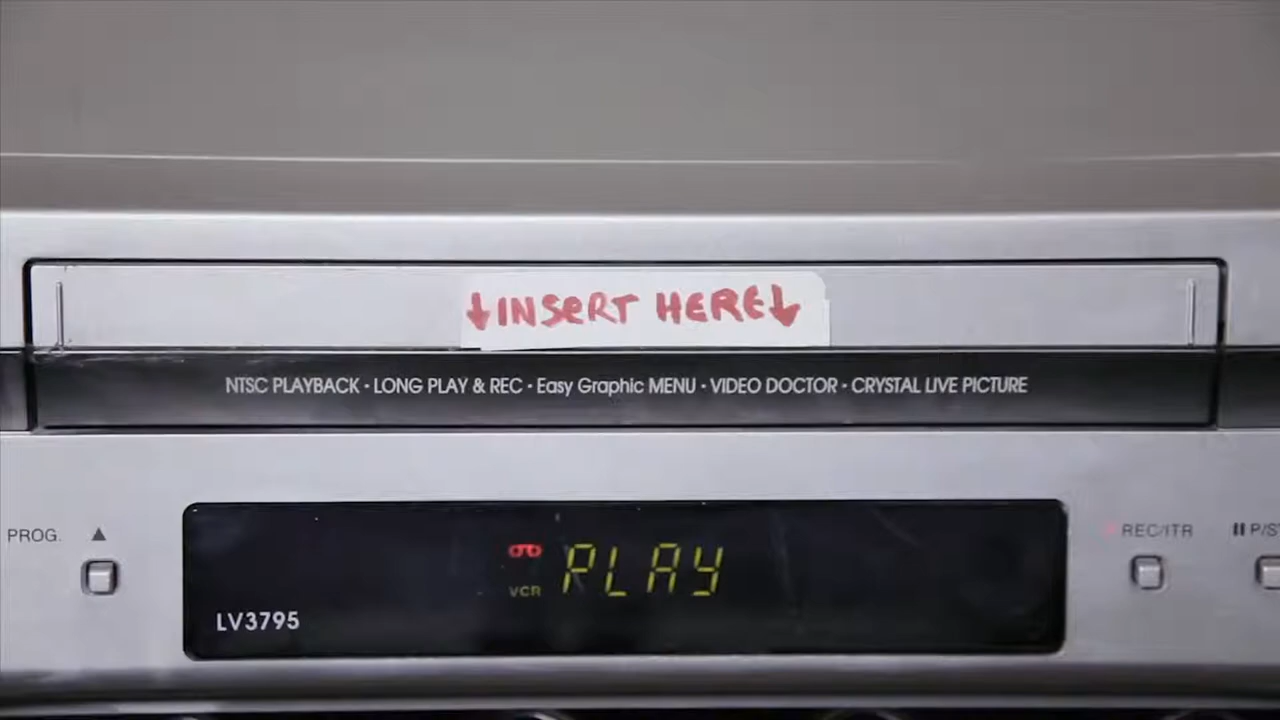 ↓INSERT HERE↓
NTSC PLAYBACK · LONG PLAY & REC · Easy Graphic MENU · VIDEO DOCTOR · CRYSTAL LIVE PICTURE
PROG. ▲
REC/ITR
VCR PLAY
LV3795